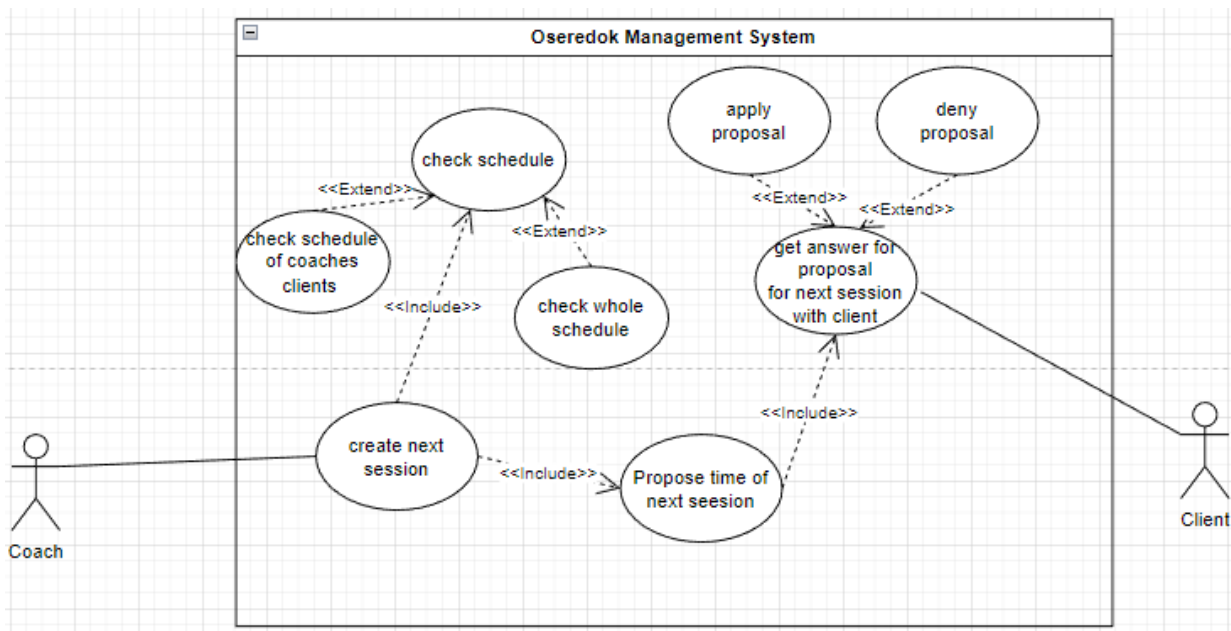 Oseredok Management System
apply
proposal
deny
proposal
check schedule
<<Extend>>
<<Extend>>
<<Extend>>
<<Extend>>
check schedule
of coaches
clients
get answer for
proposal
for next session
with client
<<Include>>
check whole
schedule
<<Include>>
create next
session
<<Include>>
Propose time of
next seesion
Coach
Client